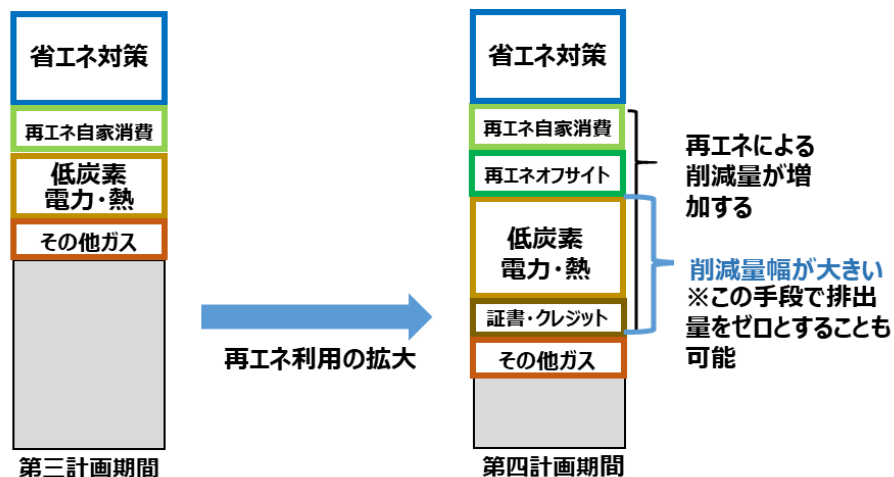 省エネ対策
再エネ自家消費
低炭素
電力・熱
その他ガス
第三計画期間
再エネ利用の拡大
省エネ対策
再エネ自家消費
再エネオフサイト
低炭素
電力・熱
証書・クレジット
その他ガス
第四計画期間
再エネによる
削減量が増
加する
削減量幅が大きい
※この手段で排出
量をゼロとすることも
可能